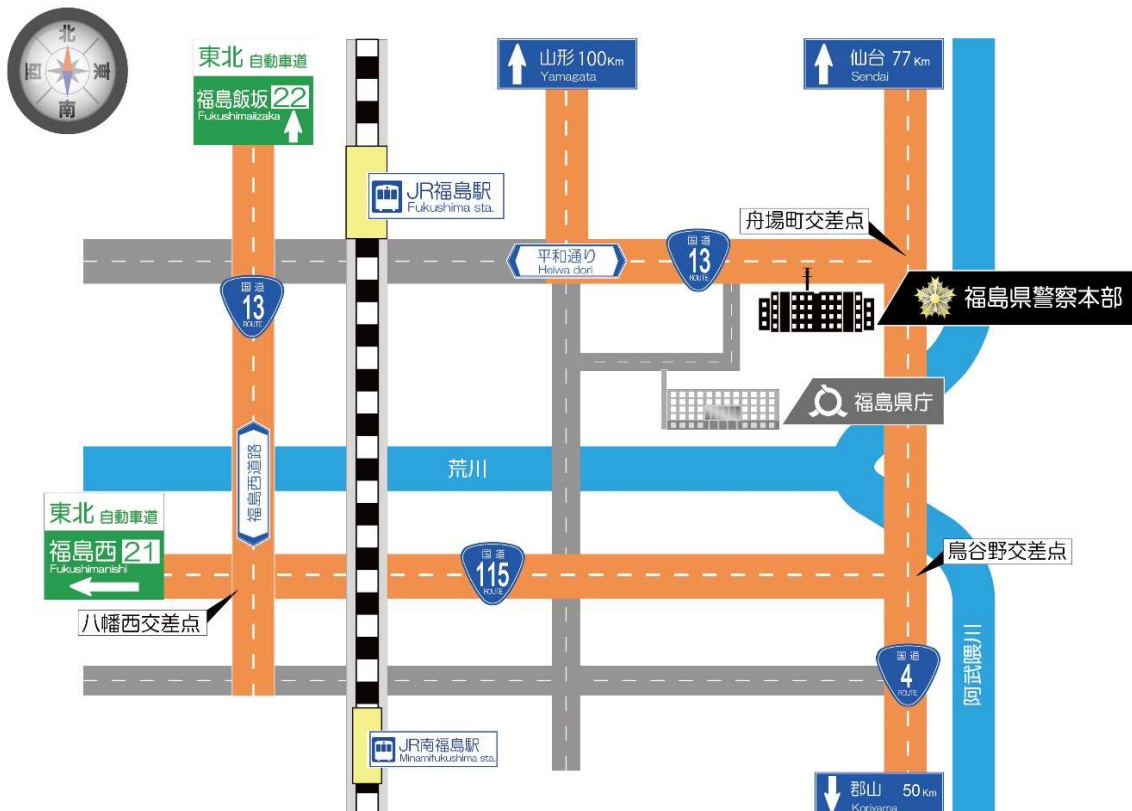 北
東
南
西
東北 自動車道
福島飯坂 22
Fukushimaiizaka
山形 100Km
Yamagata
仙台 77Km
Sendai
JR福島駅
Fukushima sta.
舟場町交差点
平和通り
Heiwa dori
国道
13
ROUTE
国道
13
ROUTE
福島県警察本部
福島県庁
福島西道路
荒川
東北 自動車道
福島西 21
Fukushimanishi
国道
115
ROUTE
鳥谷野交差点
八幡西交差点
国道
4
ROUTE
阿武隈川
JR南福島駅
Minamifukushima sta.
郡山 50Km
Koriyama